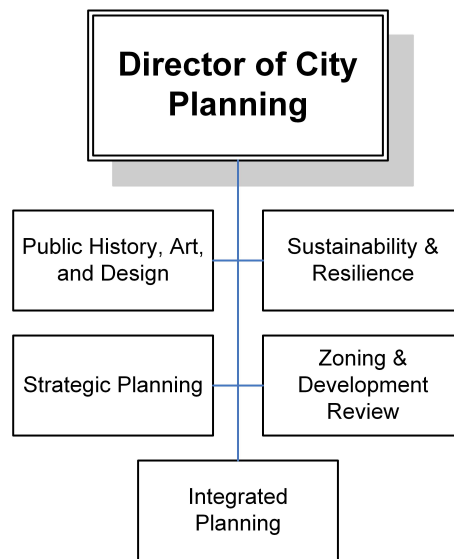 Director of City
Planning
Public History, Art,
and Design
Sustainability &
Resilience
Strategic Planning
Zoning &
Development
Review
Integrated
Planning